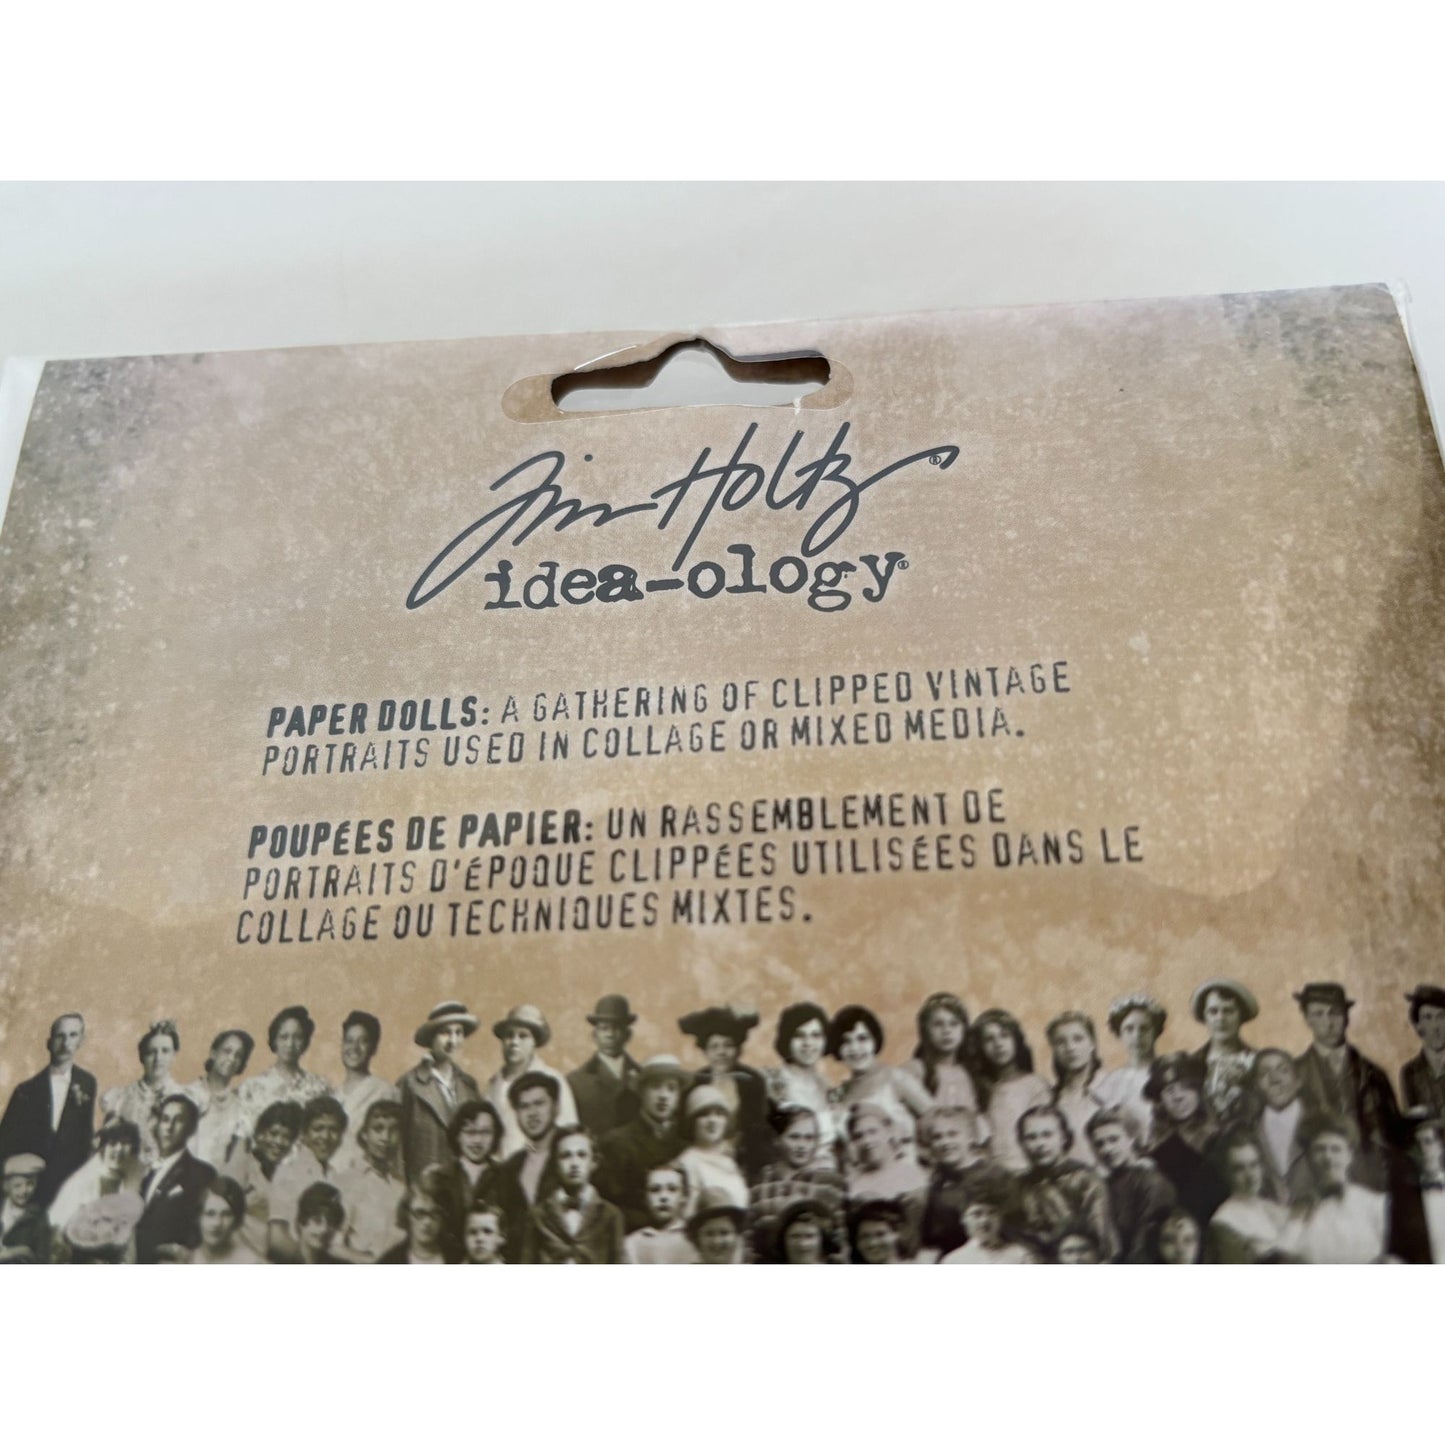 Tim Holtz®
idea-ology®
PAPER DOLLS: A GATHERING OF CLIPPED VINTAGE
PORTRAITS USED IN COLLAGE OR MIXED MEDIA.
POUPÉES DE PAPIER: UN RASSEMBLEMENT DE
PORTRAITS D'ÉPOQUE CLIPPÉES UTILISÉES DANS LE
COLLAGE OU TECHNIQUES MIXTES.